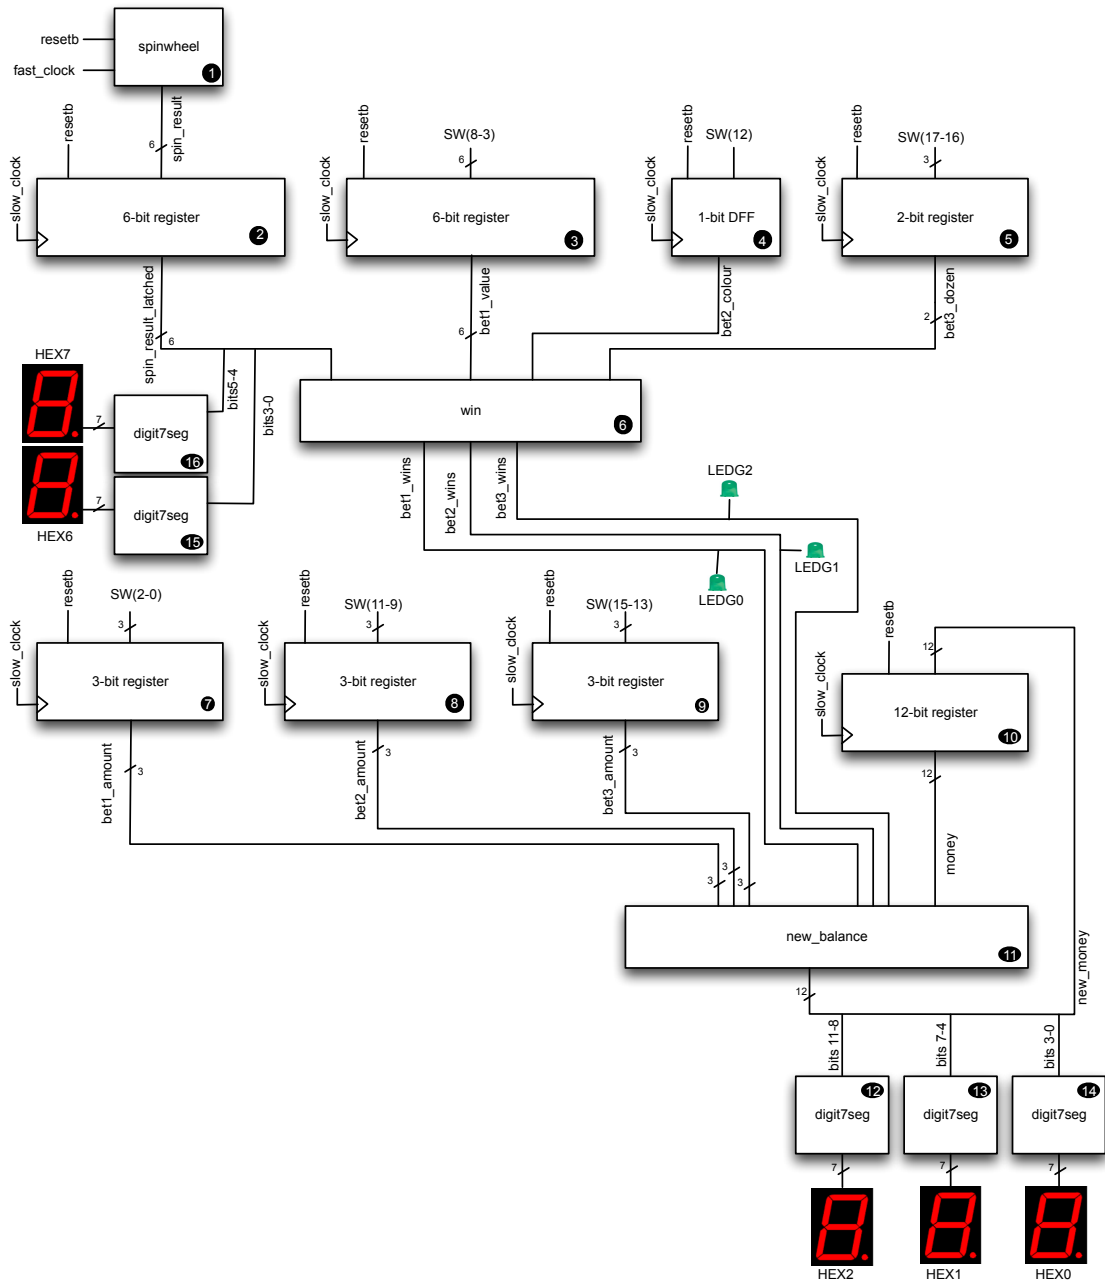 resetb
fast_clock
spinwheel
1
spin_result
6
resetb
slow_clock
6-bit register
2
SW(8-3)
6
resetb
slow_clock
6-bit register
3
resetb
SW(12)
slow_clock
1-bit DFF
4
resetb
SW(17-16)
3
slow_clock
2-bit register
5
spin_result_latched
6
bet1_value
6
bet2_colour
bet3_dozen
2
HEX7
7
digit7seg
16
bits5-4
bits3-0
7
digit7seg
15
HEX6
win
6
bet1_wins
bet2_wins
bet3_wins
LEDG2
LEDG1
LEDG0
resetb
SW(2-0)
3
slow_clock
3-bit register
7
resetb
SW(11-9)
3
slow_clock
3-bit register
8
resetb
SW(15-13)
3
slow_clock
3-bit register
9
resetb
12
slow_clock
12-bit register
10
bet1_amount
3
bet2_amount
3
bet3_amount
3
12
money
3
3
3
new_balance
11
12
new_money
bits 11-8
bits 7-4
bits 3-0
12
digit7seg
13
digit7seg
14
digit7seg
7
7
7
HEX2
HEX1
HEX0